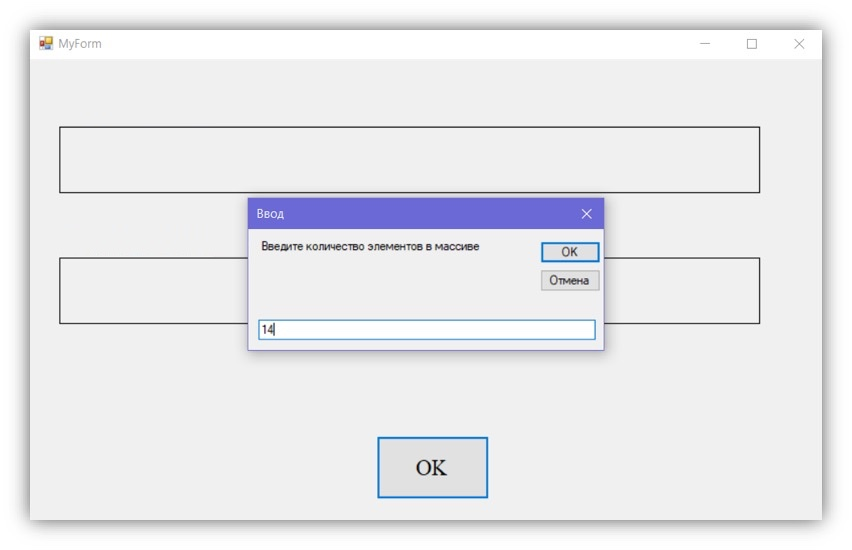 MyForm
Ввод
Введите количество элементов в массиве
OK
Отмена
14
OK